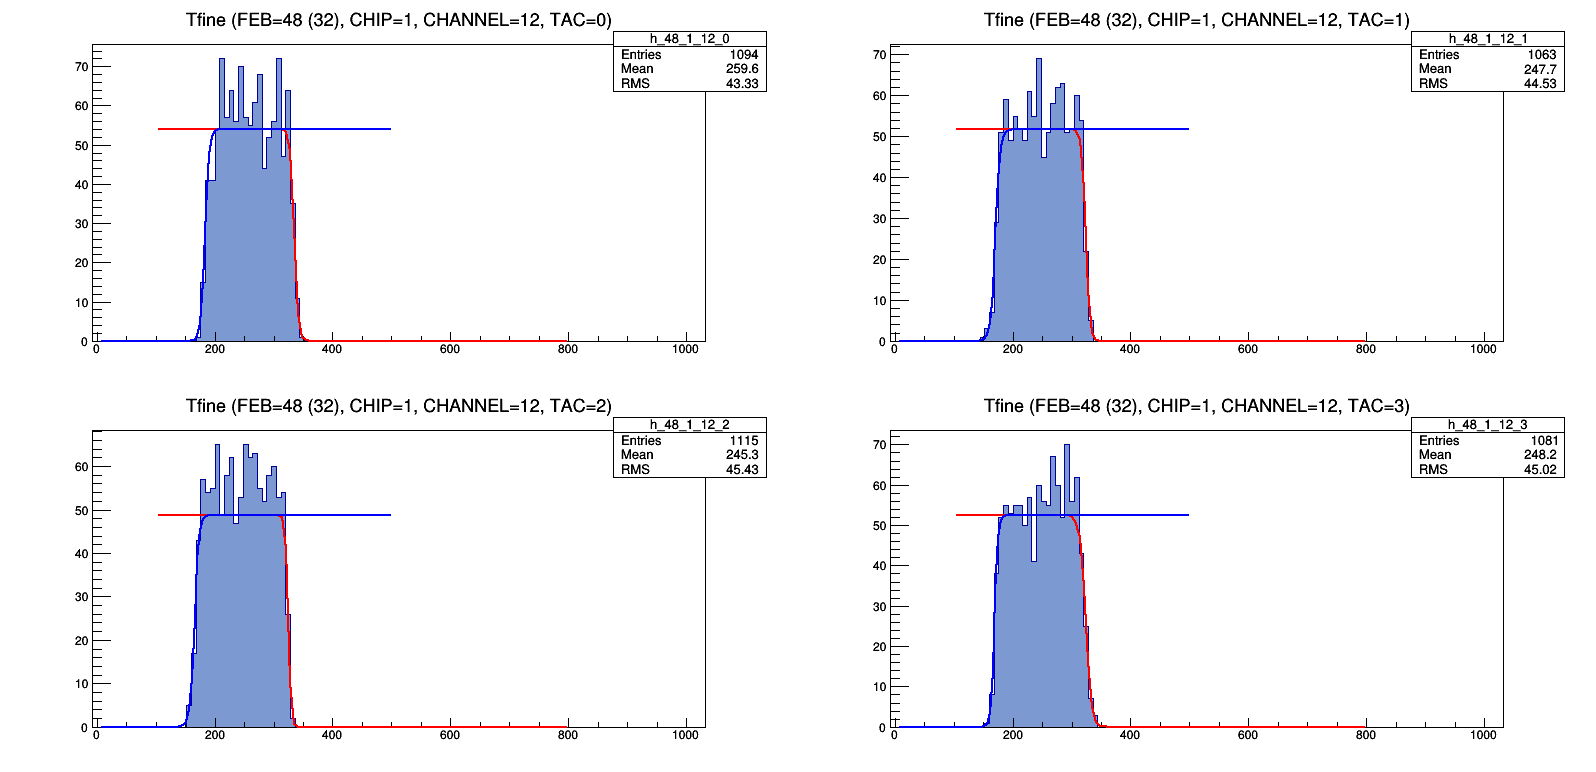 Tfine (FEB=48 (32), CHIP=1, CHANNEL=12, TAC=0)
h_48_1_12_0
Entries 1094
Mean 259.6
RMS 43.33
70
60
50
40
30
20
10
0
0 200 400 600 800 1000
Tfine (FEB=48 (32), CHIP=1, CHANNEL=12, TAC=1)
h_48_1_12_1
Entries 1063
Mean 247.7
RMS 44.53
70
60
50
40
30
20
10
0
0 200 400 600 800 1000
Tfine (FEB=48 (32), CHIP=1, CHANNEL=12, TAC=2)
h_48_1_12_2
Entries 1115
Mean 245.3
RMS 45.43
60
50
40
30
20
10
0
0 200 400 600 800 1000
Tfine (FEB=48 (32), CHIP=1, CHANNEL=12, TAC=3)
h_48_1_12_3
Entries 1081
Mean 248.2
RMS 45.02
70
60
50
40
30
20
10
0
0 200 400 600 800 1000